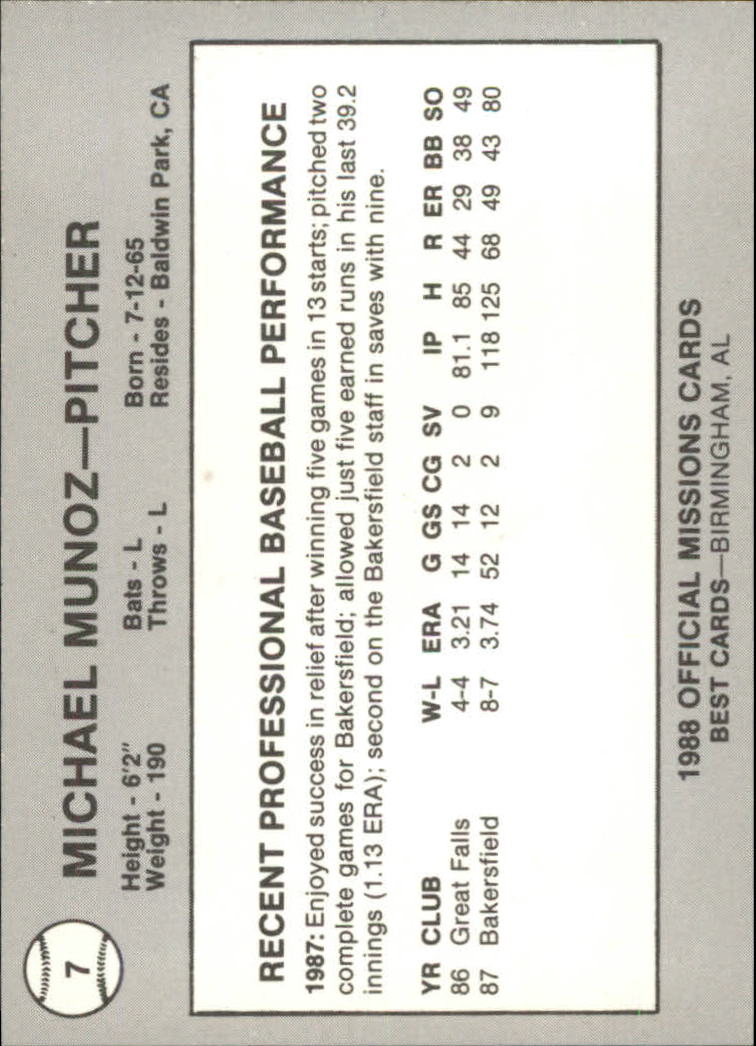 7
MICHAEL MUNOZ—PITCHER
Height - 6'2" Bats - L Born - 7-12-65
Weight - 190 Throws - L Resides - Baldwin Park, CA
RECENT PROFESSIONAL BASEBALL PERFORMANCE
1987: Enjoyed success in relief after winning five games in 13 starts; pitched two
complete games for Bakersfield; allowed just five earned runs in his last 39.2
innings (1.13 ERA); second on the Bakersfield staff in saves with nine.
YR CLUB W-L ERA G GS CG SV IP H R ER BB SO
86 Great Falls 4-4 3.21 14 14 2 0 81.1 85 44 29 38 49
87 Bakersfield 8-7 3.74 52 12 2 9 118 125 68 49 43 80
1988 OFFICIAL MISSIONS CARDS
BEST CARDS—BIRMINGHAM, AL